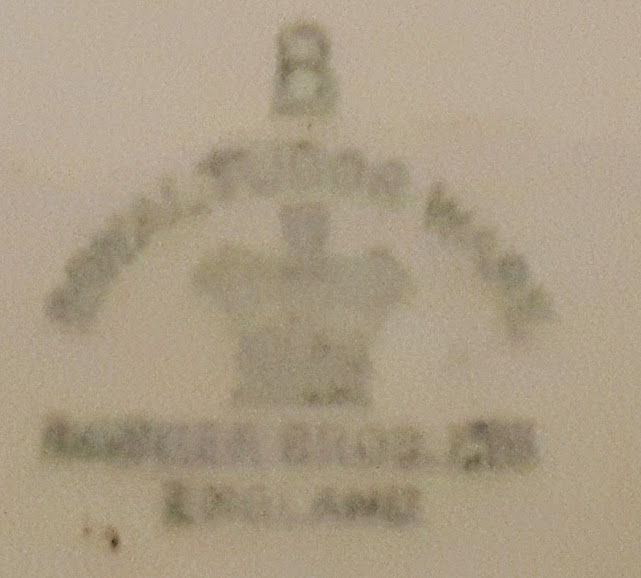 B
ROYAL TUDOR WARE
BARKER BROS. LTD
ENGLAND